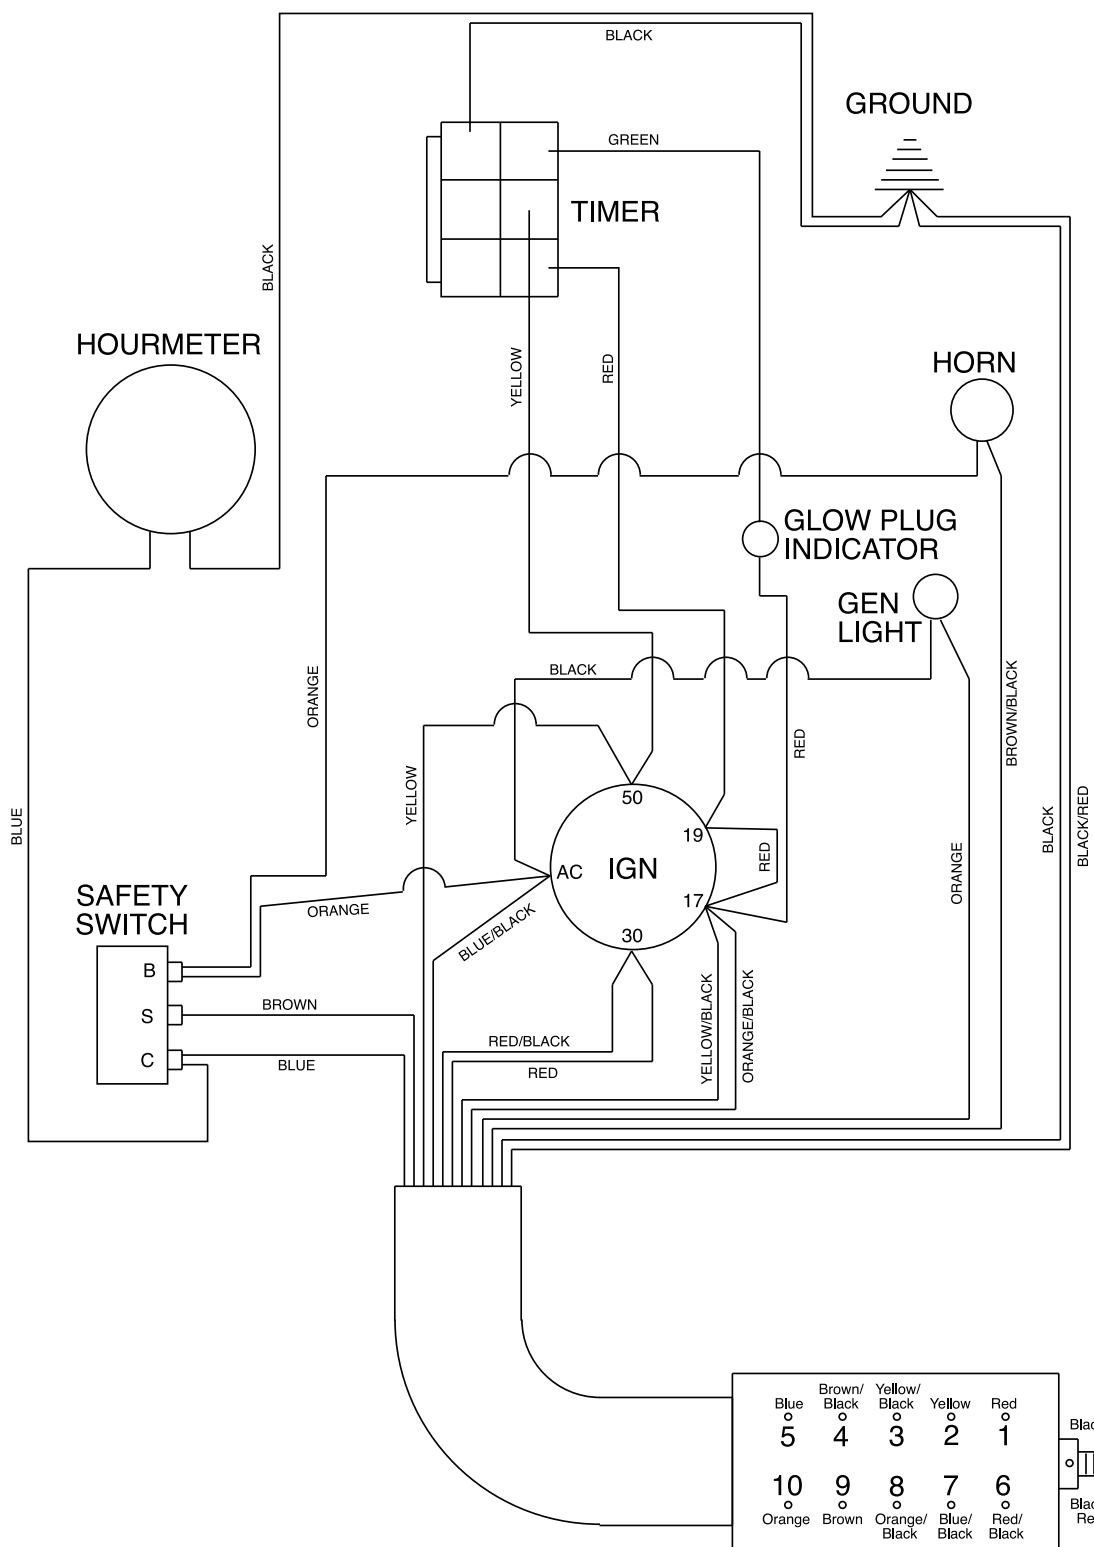 BLACK
GROUND
GREEN
TIMER
BLACK
HOURMETER
YELLOW
RED
HORN
GLOW PLUG
INDICATOR
GEN
LIGHT
BLACK
ORANGE
BROWN/BLACK
RED
YELLOW
50
BLUE
19
BLACK
BLACK/RED
IGN
RED
AC
ORANGE
SAFETY
SWITCH
17
ORANGE
BLUE/BLACK
30
B
S
C
BROWN
BLUE
RED/BLACK
RED
YELLOW/BLACK
ORANGE/BLACK
Blue
Brown/
Black
Yellow/
Black
Yellow
Red
5
4
3
2
1
10
9
8
7
6
Orange
Brown
Orange/
Black
Blue/
Black
Red/
Black